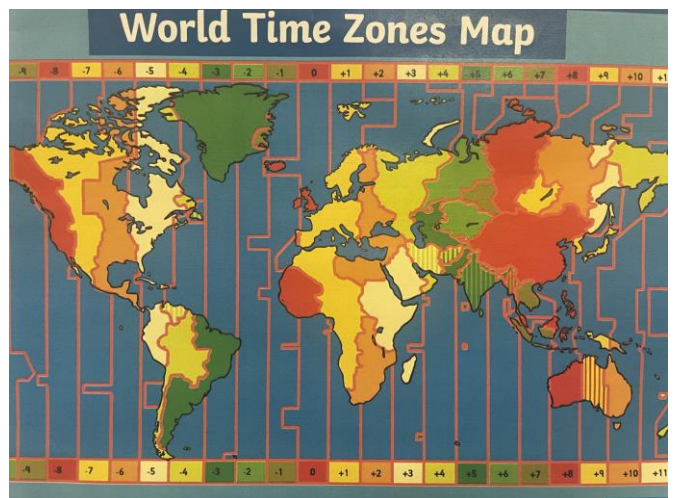 World Time Zones Map
-9 -8 -7 -6 -5 -4 -3 -2 -1 0 +1 +2 +3 +4 +5 +6 +7 +8 +9 +10 +1
-9 -8 -7 -6 -5 -4 -3 -2 -1 0 +1 +2 +3 +4 +5 +6 +7 +8 +9 +10 +11